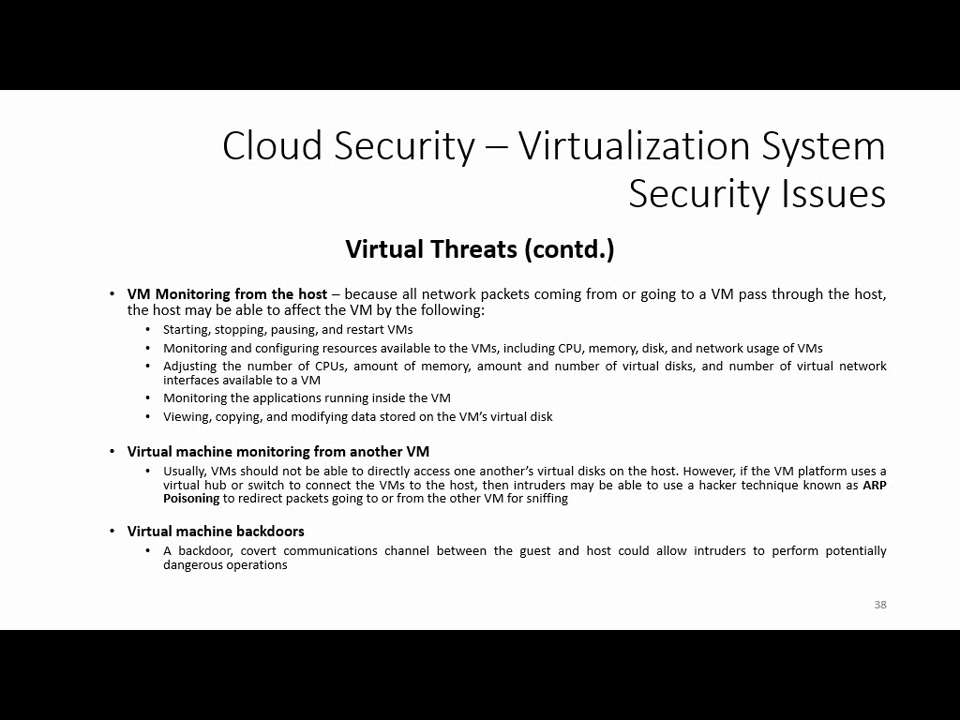 Cloud Security – Virtualization System
Security Issues
Virtual Threats (contd.)
• VM Monitoring from the host – because all network packets coming from or going to a VM pass through the host,
the host may be able to affect the VM by the following:
• Starting, stopping, pausing, and restart VMs
• Monitoring and configuring resources available to the VMs, including CPU, memory, disk, and network usage of VMs
• Adjusting the number of CPUs, amount of memory, amount and number of virtual disks, and number of virtual network
interfaces available to a VM
• Monitoring the applications running inside the VM
• Viewing, copying, and modifying data stored on the VM's virtual disk
• Virtual machine monitoring from another VM
• Usually, VMs should not be able to directly access one another's virtual disks on the host. However, if the VM platform uses a
virtual hub or switch to connect the VMs to the host, then intruders may be able to use a hacker technique known as ARP
Poisoning to redirect packets going to or from the other VM for sniffing
• Virtual machine backdoors
• A backdoor, covert communications channel between the guest and host could allow intruders to perform potentially
dangerous operations
38